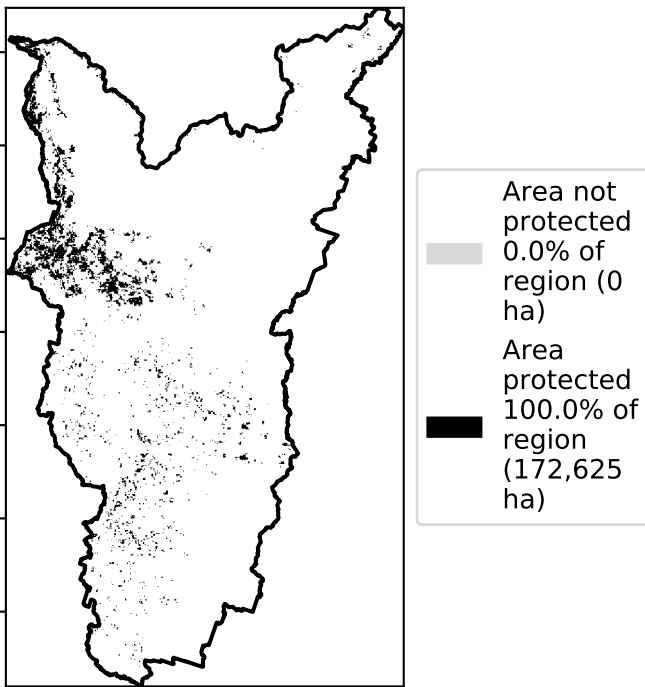 Area not
protected
0.0% of
region (0
ha)
Area
protected
100.0% of
region
(172,625
ha)